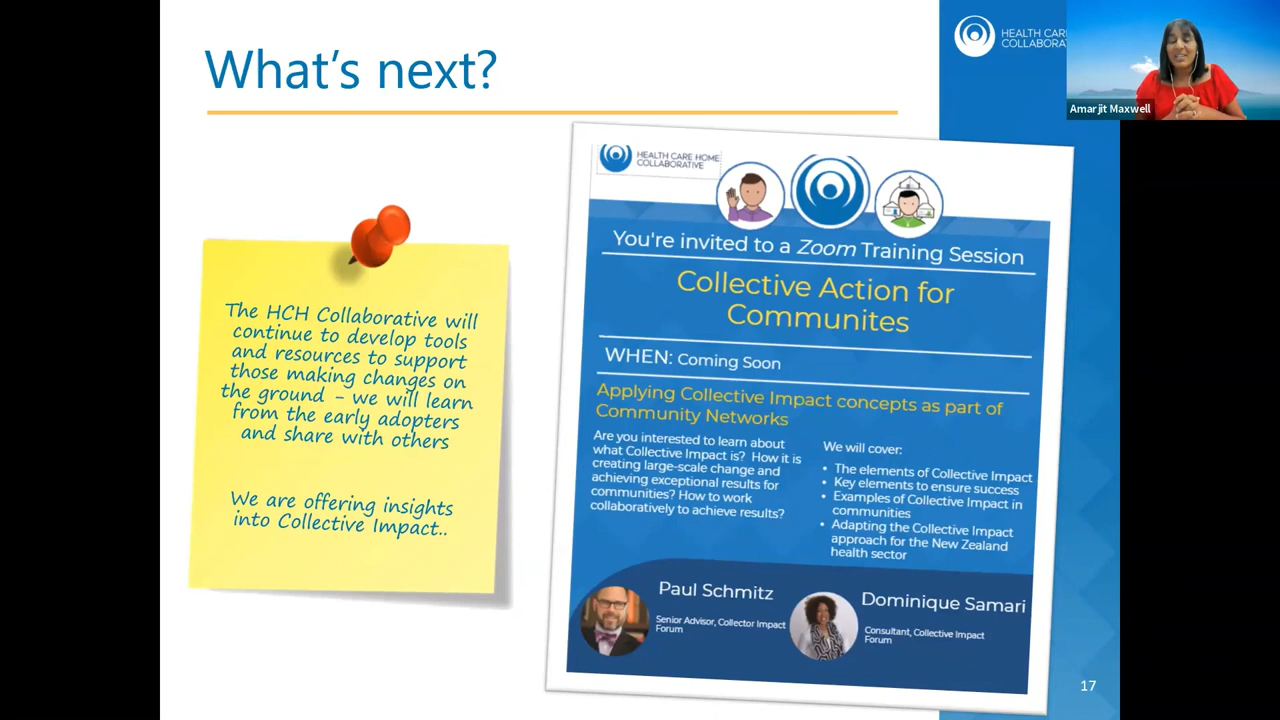 What's next?
HEALTH CAR
COLLABORAT
Amarjit Maxwell
The HCH Collaborative will
continue to develop tools
and resources to support
those making changes on
the ground – we will learn
from the early adopters
and share with others
We are offering insights
into Collective Impact..
HEALTH CARE HOME
COLLABORATIVE
You're invited to a Zoom Training Session
Collective Action for
Communites
WHEN: Coming Soon
Applying Collective Impact concepts as part of
Community Networks
Are you interested to learn about
what Collective Impact is? How it is
creating large-scale change and
achieving exceptional results for
communities? How to work
collaboratively to achieve results?
We will cover:
• The elements of Collective Impact
• Key elements to ensure success
• Examples of Collective Impact in
communities
• Adapting the Collective Impact
approach for the New Zealand
health sector
Paul Schmitz
Senior Advisor, Collector Impact
Forum
Dominique Samari
Consultant, Collective Impact
Forum
17